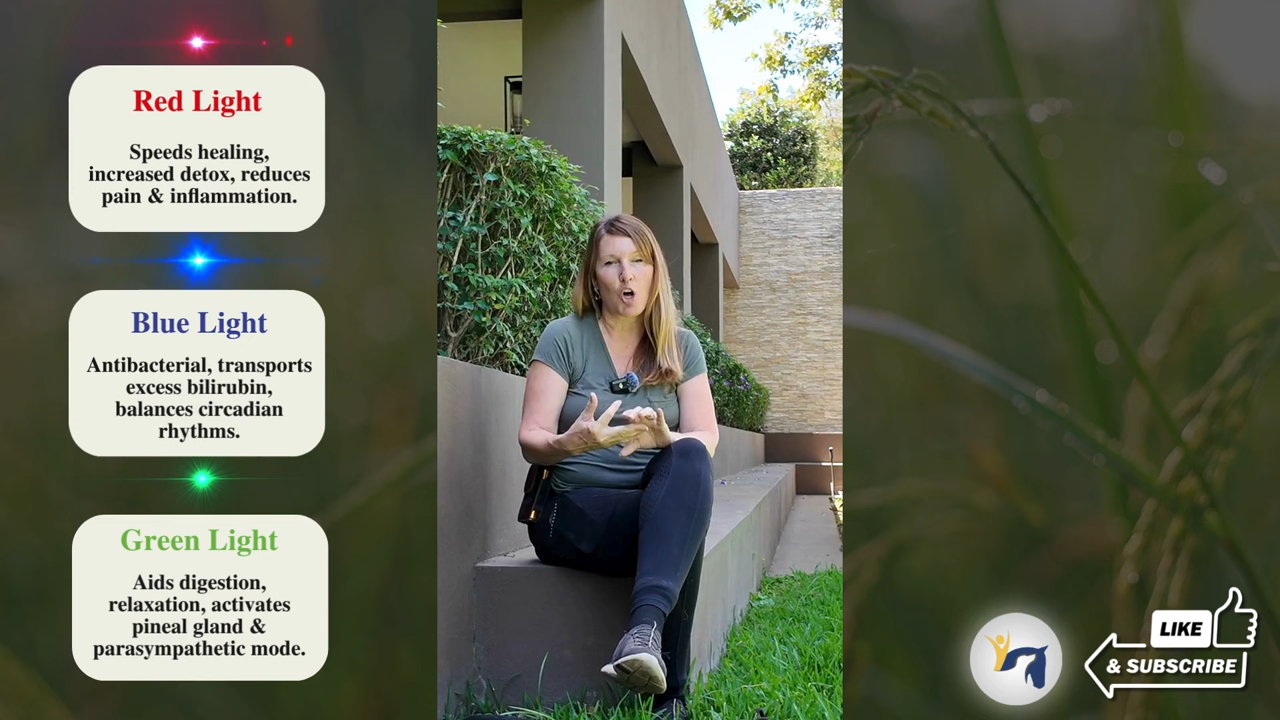 Red Light
Speeds healing,
increased detox, reduces
pain & inflammation.
Blue Light
Antibacterial, transports
excess bilirubin,
balances circadian
rhythms.
Green Light
Aids digestion,
relaxation, activates
pineal gland &
parasympathetic mode.
LIKE
& SUBSCRIBE